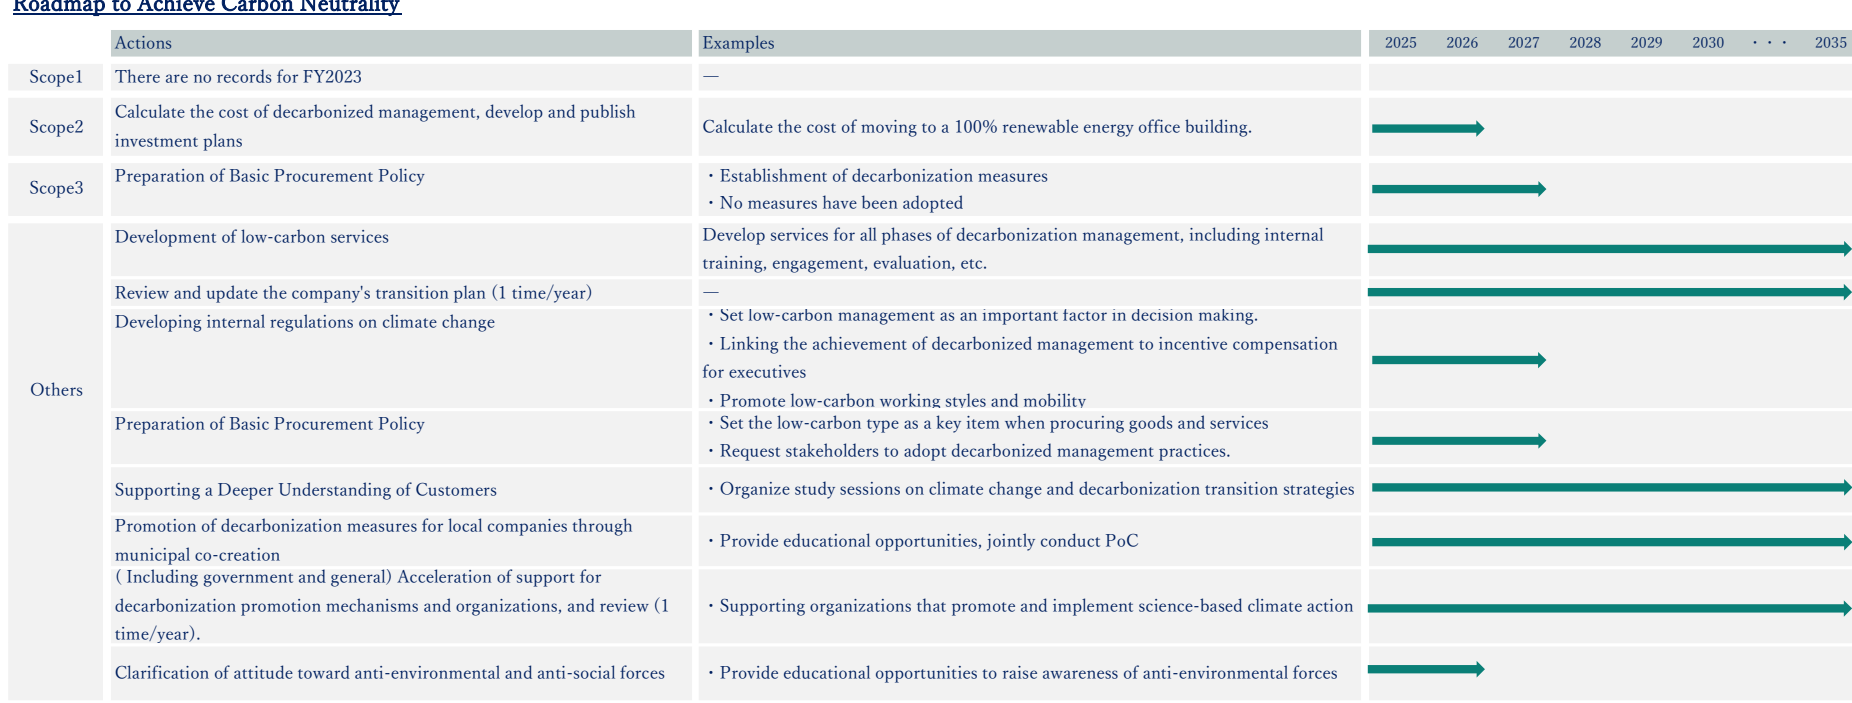 Roadmap to Achieve Carbon Neutrality
Actions
Examples
2025 2026 2027 2028 2029 2030 ・・・ 2035
Scope1
There are no records for FY2023
―
Scope2
Calculate the cost of decarbonized management, develop and publish
investment plans
Calculate the cost of moving to a 100% renewable energy office building.
Scope3
Preparation of Basic Procurement Policy
・Establishment of decarbonization measures
・No measures have been adopted
Others
Development of low-carbon services
Develop services for all phases of decarbonization management, including internal
training, engagement, evaluation, etc.
Review and update the company's transition plan (1 time/year)
―
Developing internal regulations on climate change
・Set low-carbon management as an important factor in decision making.
・Linking the achievement of decarbonized management to incentive compensation
for executives
・Promote low-carbon working styles and mobility
Preparation of Basic Procurement Policy
・Set the low-carbon type as a key item when procuring goods and services
・Request stakeholders to adopt decarbonized management practices.
Supporting a Deeper Understanding of Customers
・Organize study sessions on climate change and decarbonization transition strategies
Promotion of decarbonization measures for local companies through
municipal co-creation
・Provide educational opportunities, jointly conduct PoC
( Including government and general) Acceleration of support for
decarbonization promotion mechanisms and organizations, and review (1
time/year).
・Supporting organizations that promote and implement science-based climate action
Clarification of attitude toward anti-environmental and anti-social forces
・Provide educational opportunities to raise awareness of anti-environmental forces